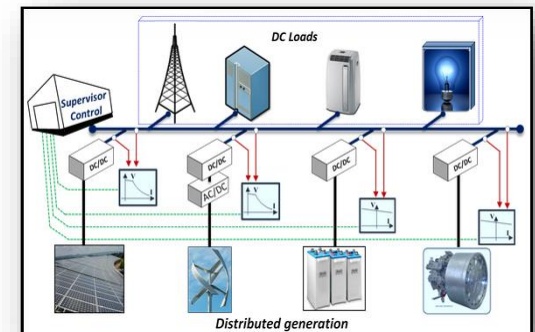 DC Loads
Supervisor
Control
DC/DC
DC/DC
DC/DC
DC/DC
AC/DC
V
I
V
I
V
I
V
I
Distributed generation